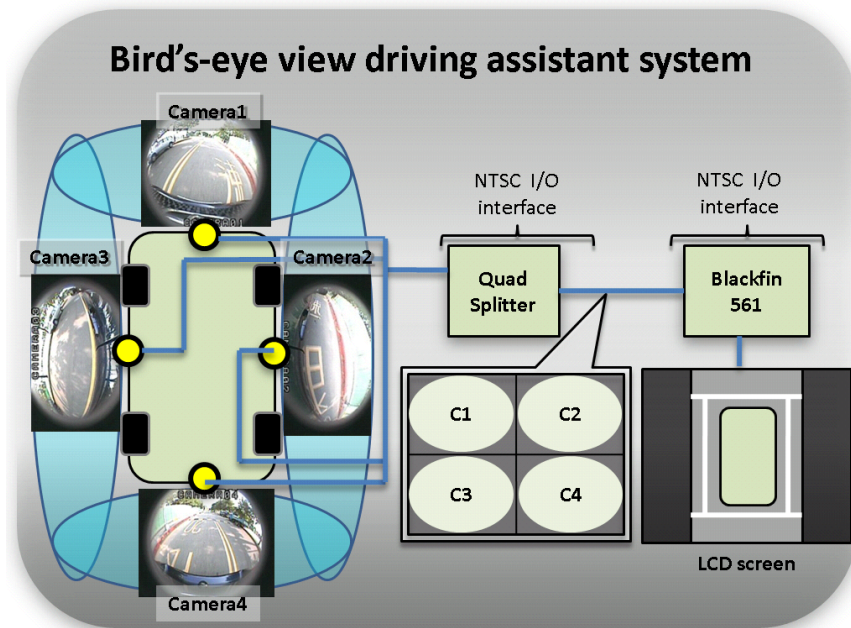 Bird's-eye view driving assistant system
Camera1
NTSC I/O
interface
NTSC I/O
interface
Camera3
Camera2
Quad
Splitter
Blackfin
561
C1
C2
C3
C4
LCD screen
Camera4